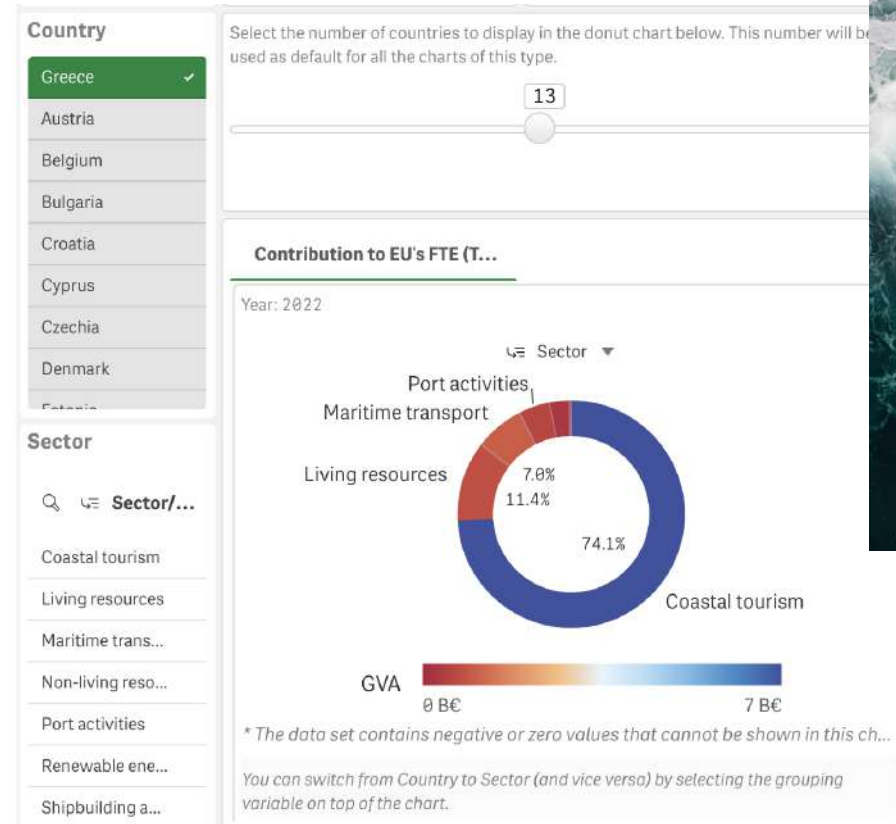 Country
Greece
Austria
Belgium
Bulgaria
Croatia
Cyprus
Czechia
Denmark
Sector
Sector/...
Coastal tourism
Living resources
Maritime trans...
Non-living reso...
Port activities
Renewable ene...
Shipbuilding a...
Select the number of countries to display in the donut chart below. This number will be
used as default for all the charts of this type.
13
Contribution to EU's FTE (T...
Year: 2022
Sector
Port activities
Maritime transport
Living resources
7.0%
11.4%
74.1%
Coastal tourism
GVA
0 B€ 7 B€
* The data set contains negative or zero values that cannot be shown in this ch...
You can switch from Country to Sector (and vice versa) by selecting the grouping
variable on top of the chart.